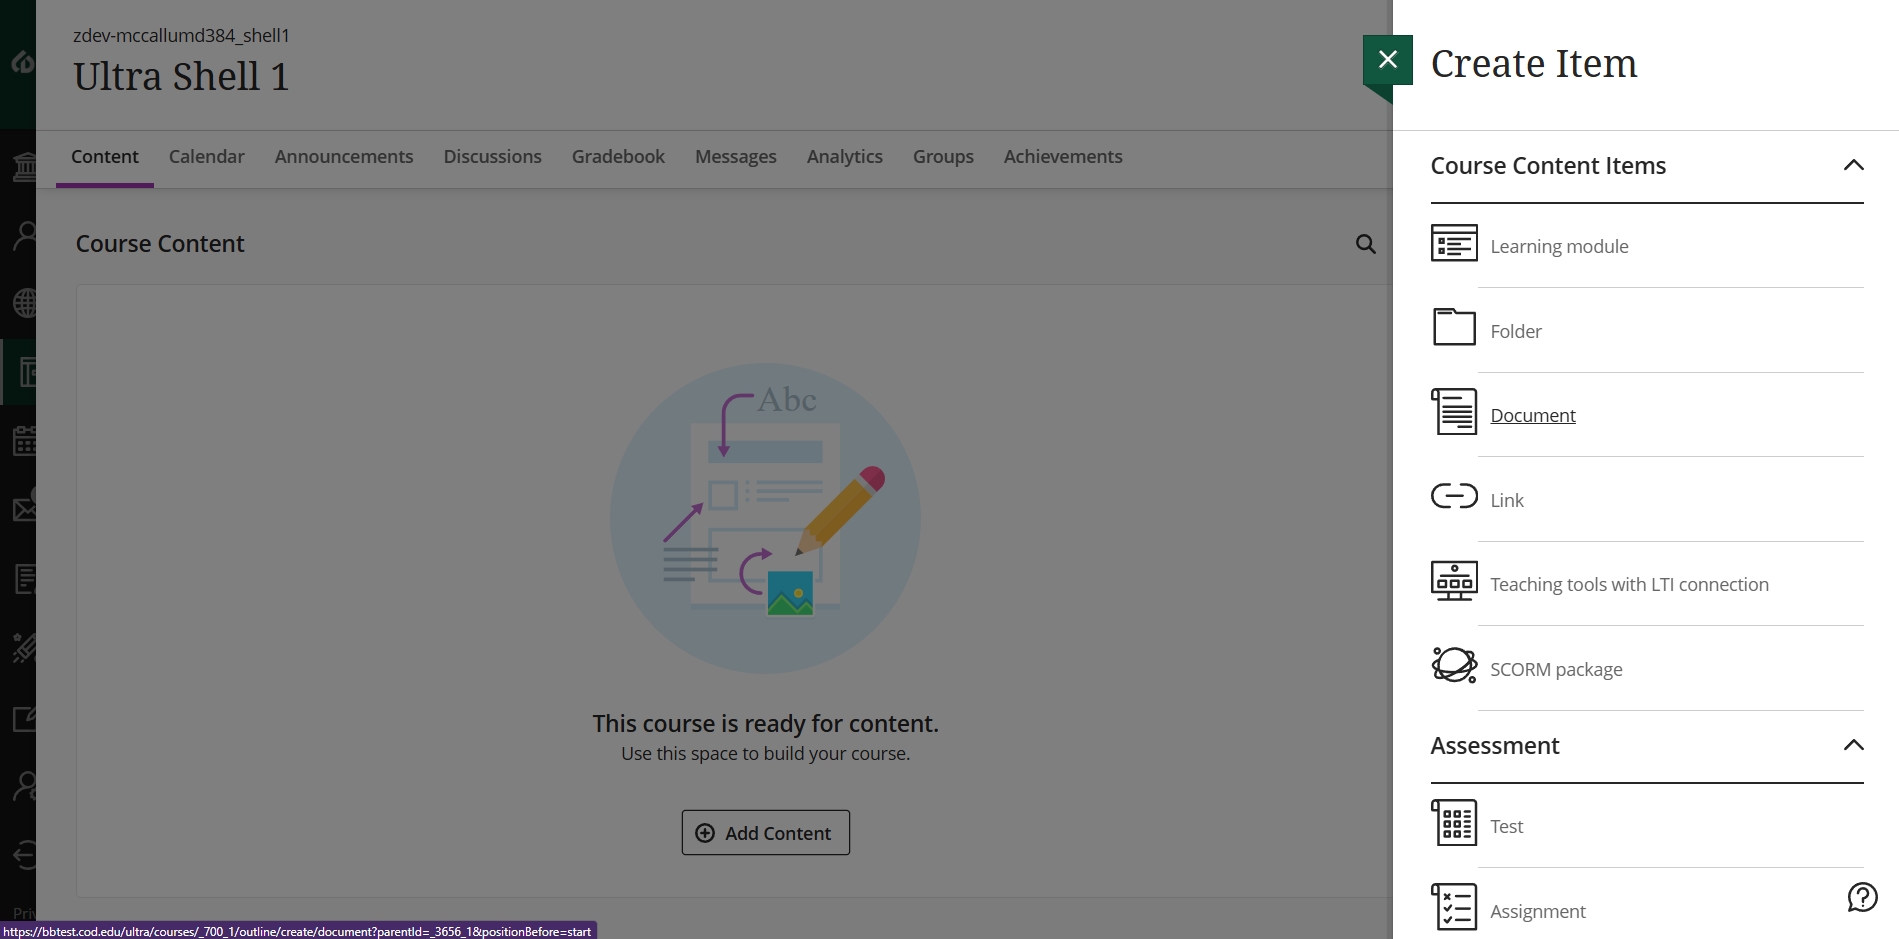 zdev-mccallumd384_shell1
Ultra Shell 1
Content Calendar Announcements Discussions Gradebook Messages Analytics Groups Achievements
Course Content
Abc
This course is ready for content.
Use this space to build your course.
Add Content
Priv
https://bbtest.cod.edu/ultra/courses/_700_1/outline/create/document?parentId=_3656_1&positionBefore=start
Create Item
Course Content Items
Learning module
Folder
Document
Link
Teaching tools with LTI connection
SCORM package
Assessment
Test
Assignment